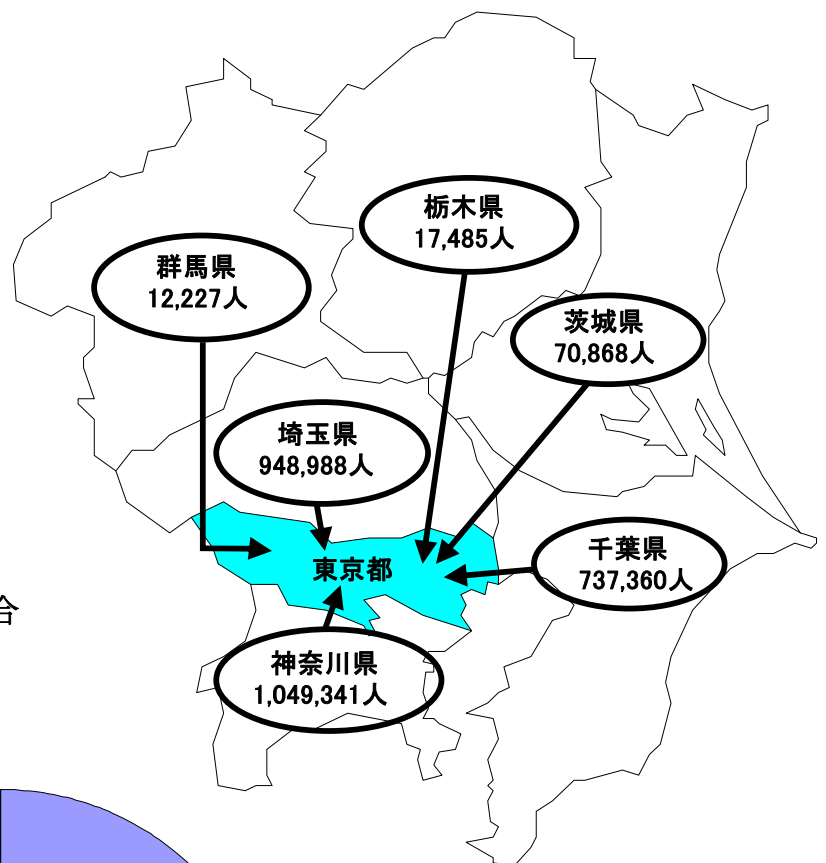 栃木県
17,485人
群馬県
12,227人
茨城県
70,868人
埼玉県
948,988人
千葉県
737,360人
東京都
合
神奈川県
1,049,341人